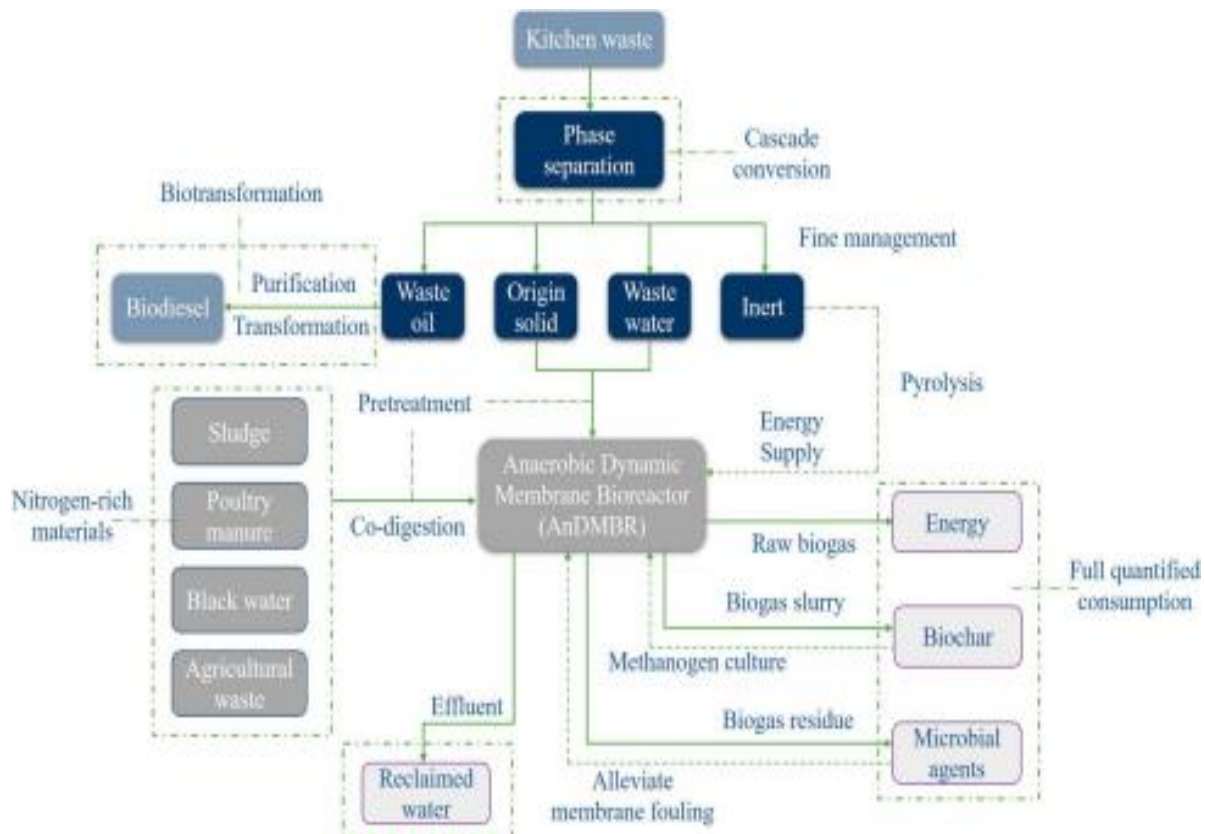 Kitchen waste
Phase
separation
Cascade
conversion
Biotransformation
Fine management
Biodiesel
Purification
Transformation
Waste
oil
Origin
solid
Waste
water
Inert
Pretreatment
Pyrolysis
Energy
Supply
Nitrogen-rich
materials
Sludge
Poultry
manure
Black water
Agricultural
waste
Co-digestion
Anaerobic Dynamic
Membrane Bioreactor
(AnDMBR)
Raw biogas
Energy
Biogas slurry
Methanogen culture
Biochar
Full quantified
consumption
Effluent
Biogas residue
Microbial
agents
Reclaimed
water
Alleviate
membrane fouling